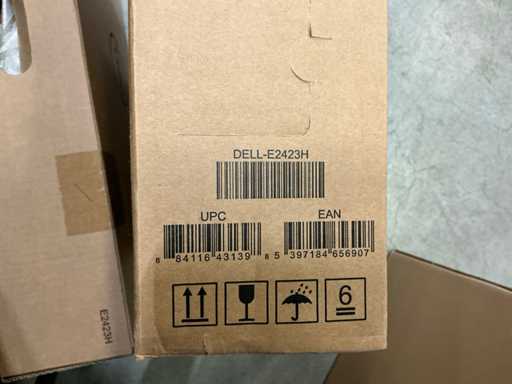 DELL-E2423H
UPC
EAN
8 84116 43139 8
5 397184 656907
6
E2423H